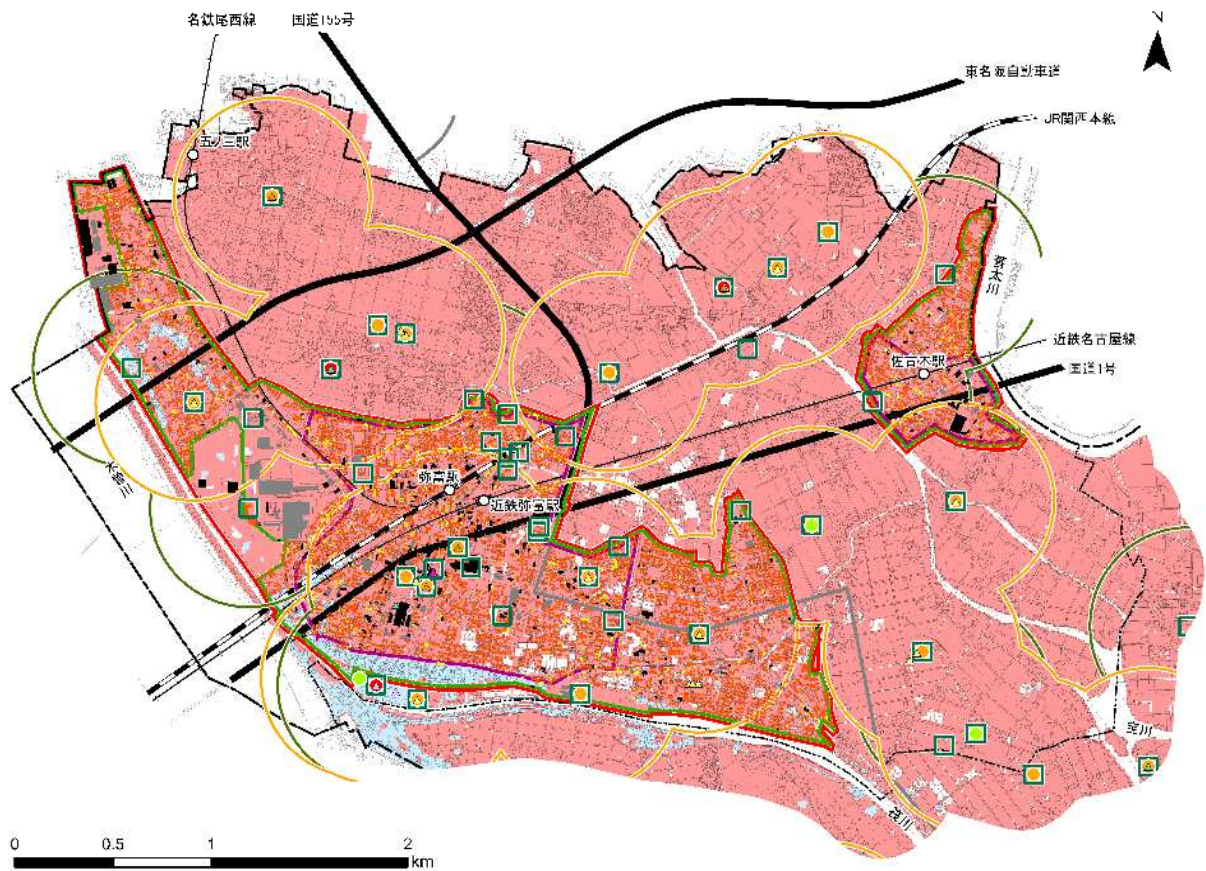 名鉄尾西線
国道155号
N
東名阪自動車道
JR関西本線
五ノ三駅
善太川
近鉄名古屋線
佐古木駅
国道1号
木曽川
弥富駅
近鉄弥富駅
宝川
筏川
0 0.5 1 2
km